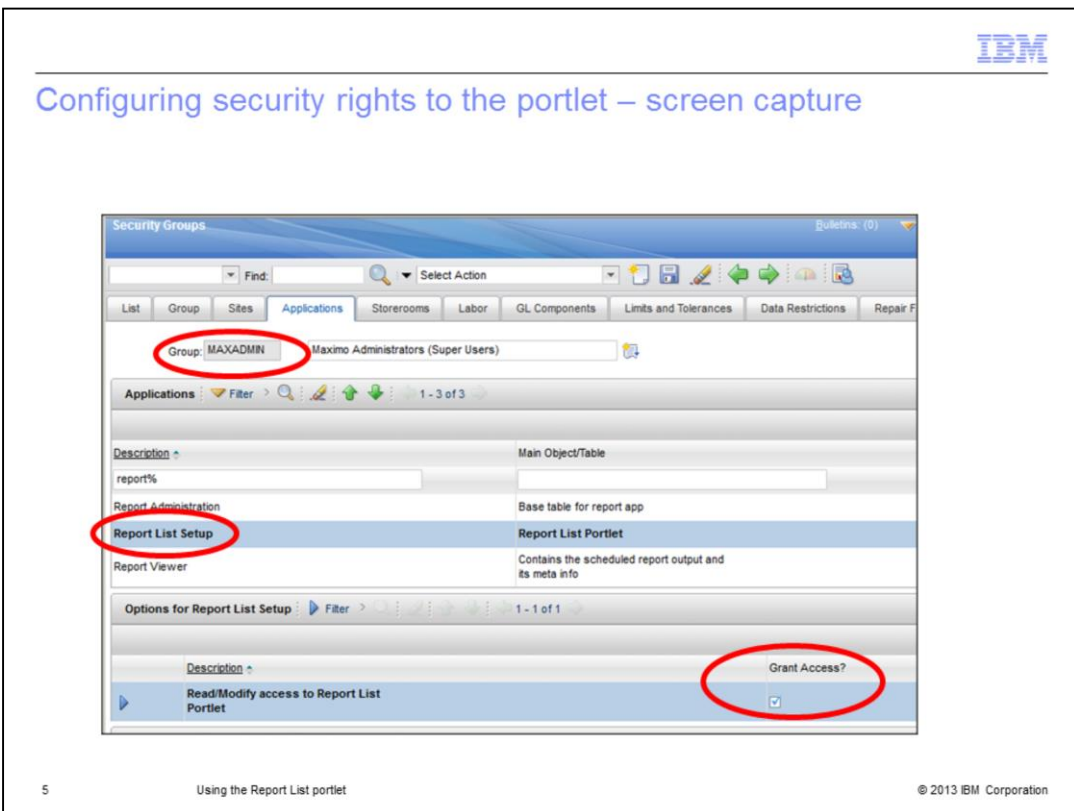 IBM
Configuring security rights to the portlet – screen capture
Security Groups
Bulletins: (0)
Find:
Select Action
List Group Sites Applications Storerooms Labor GL Components Limits and Tolerances Data Restrictions Repair F
Group: MAXADMIN Maximo Administrators (Super Users)
Applications Filter 1 - 3 of 3
Description Main Object/Table
report%
Report Administration Base table for report app
Report List Setup Report List Portlet
Report Viewer Contains the scheduled report output and
its meta info
Options for Report List Setup Filter 1 - 1 of 1
Description Grant Access?
Read/Modify access to Report List
Portlet
5 Using the Report List portlet © 2013 IBM Corporation